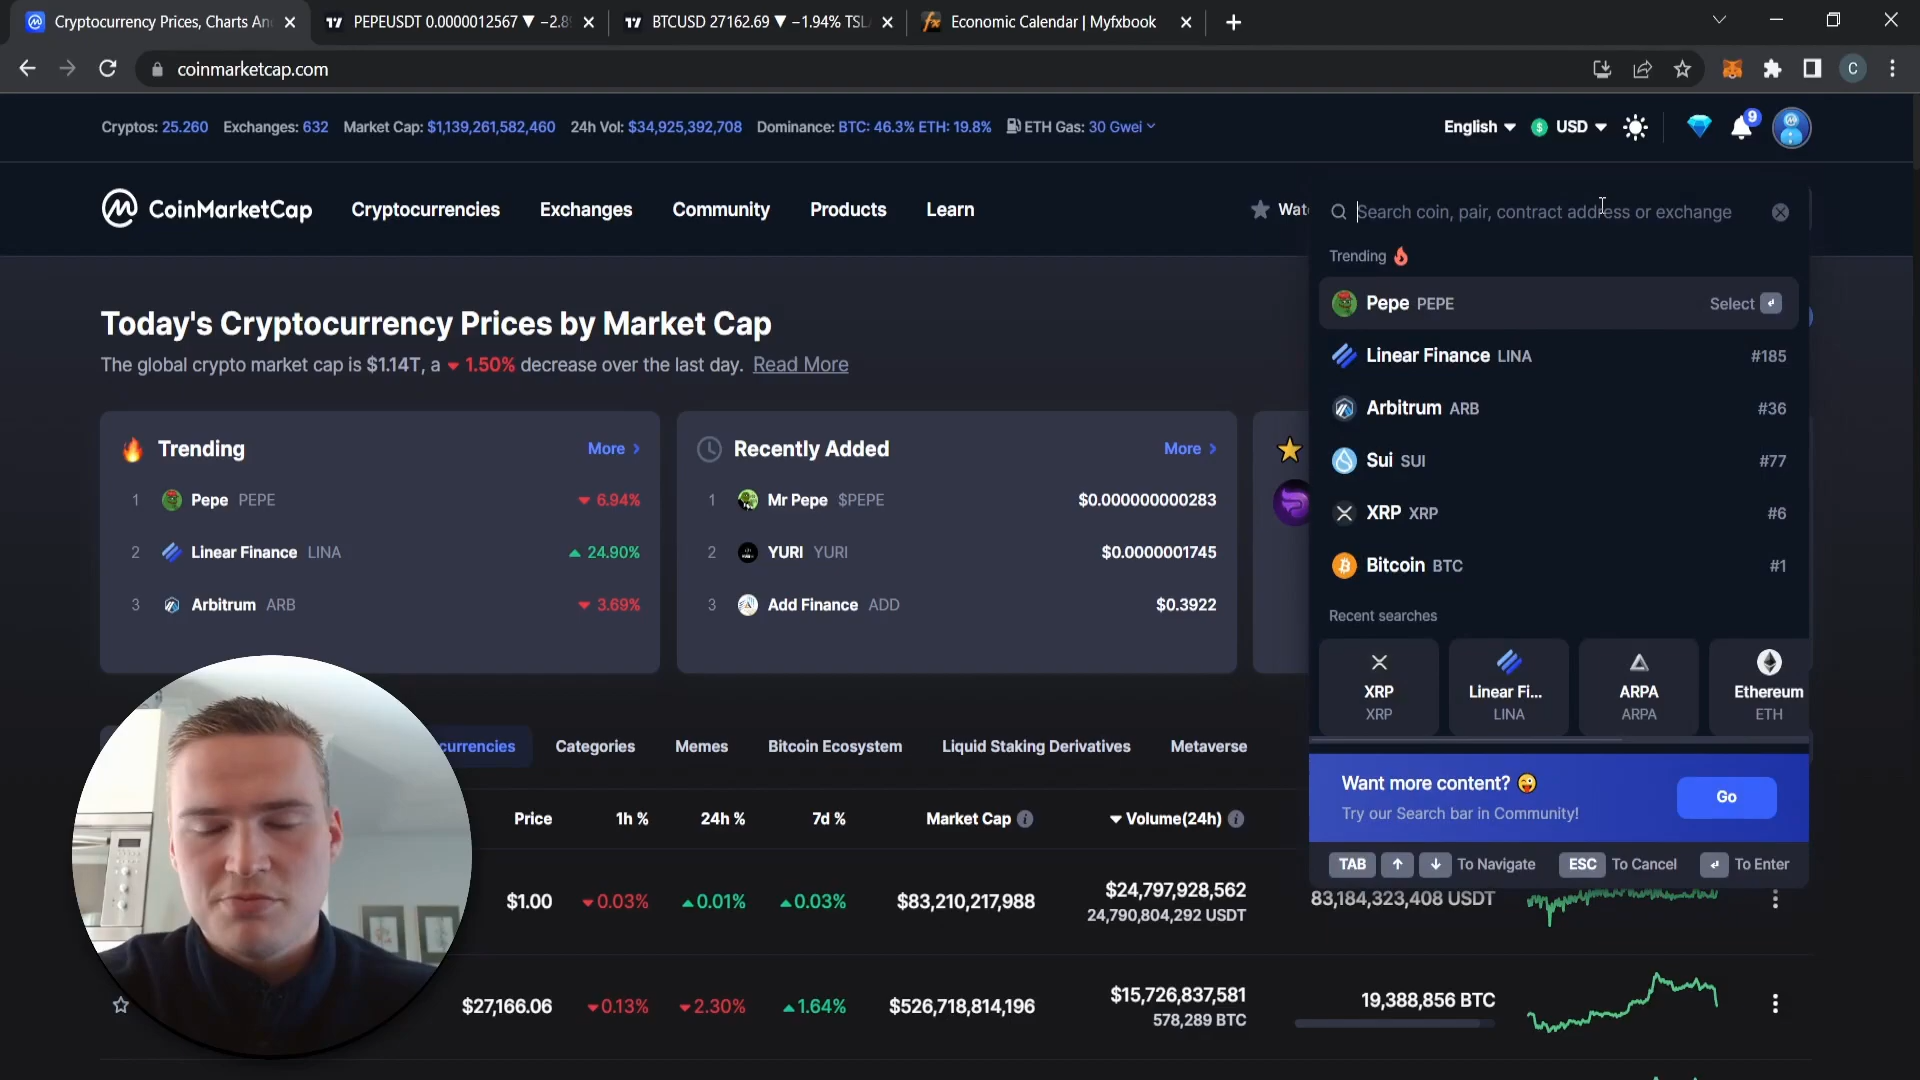 Cryptocurrency Prices, Charts An
PEPEUSDT 0.0000012567 ▼ −2.8
BTCUSD 27162.69 ▼ −1.94% TSL
Economic Calendar | Myfxbook
coinmarketcap.com
C
Cryptos: 25.260 Exchanges: 632 Market Cap: $1,139,261,582,460 24h Vol: $34,925,392,708 Dominance: BTC: 46.3% ETH: 19.8% ETH Gas: 30 Gwei
English USD 9
CoinMarketCap Cryptocurrencies Exchanges Community Products Learn
Wat
Search coin, pair, contract address or exchange
Trending
Pepe PEPE Select
Linear Finance LINA #185
Arbitrum ARB #36
Sui SUI #77
XRP XRP #6
Bitcoin BTC #1
Recent searches
XRP
XRP
Linear Fi...
LINA
ARPA
ARPA
Ethereum
ETH
Want more content?
Try our Search bar in Community!
Go
TAB ↑ ↓ To Navigate ESC To Cancel To Enter
Today's Cryptocurrency Prices by Market Cap
The global crypto market cap is $1.14T, a ▼ 1.50% decrease over the last day. Read More
Trending More
1 Pepe PEPE ▼ 6.94%
2 Linear Finance LINA ▲ 24.90%
3 Arbitrum ARB ▼ 3.69%
Recently Added More
1 Mr Pepe $PEPE $0.000000000283
2 YURI YURI $0.0000001745
3 Add Finance ADD $0.3922
currencies Categories Memes Bitcoin Ecosystem Liquid Staking Derivatives Metaverse
Price 1h % 24h % 7d % Market Cap ▼ Volume(24h)
$1.00 ▼0.03% ▲0.01% ▲0.03% $83,210,217,988 $24,797,928,562 83,184,323,408 USDT
24,790,804,292 USDT
$27,166.06 ▼0.13% ▼2.30% ▲1.64% $526,718,814,196 $15,726,837,581 19,388,856 BTC
578,289 BTC